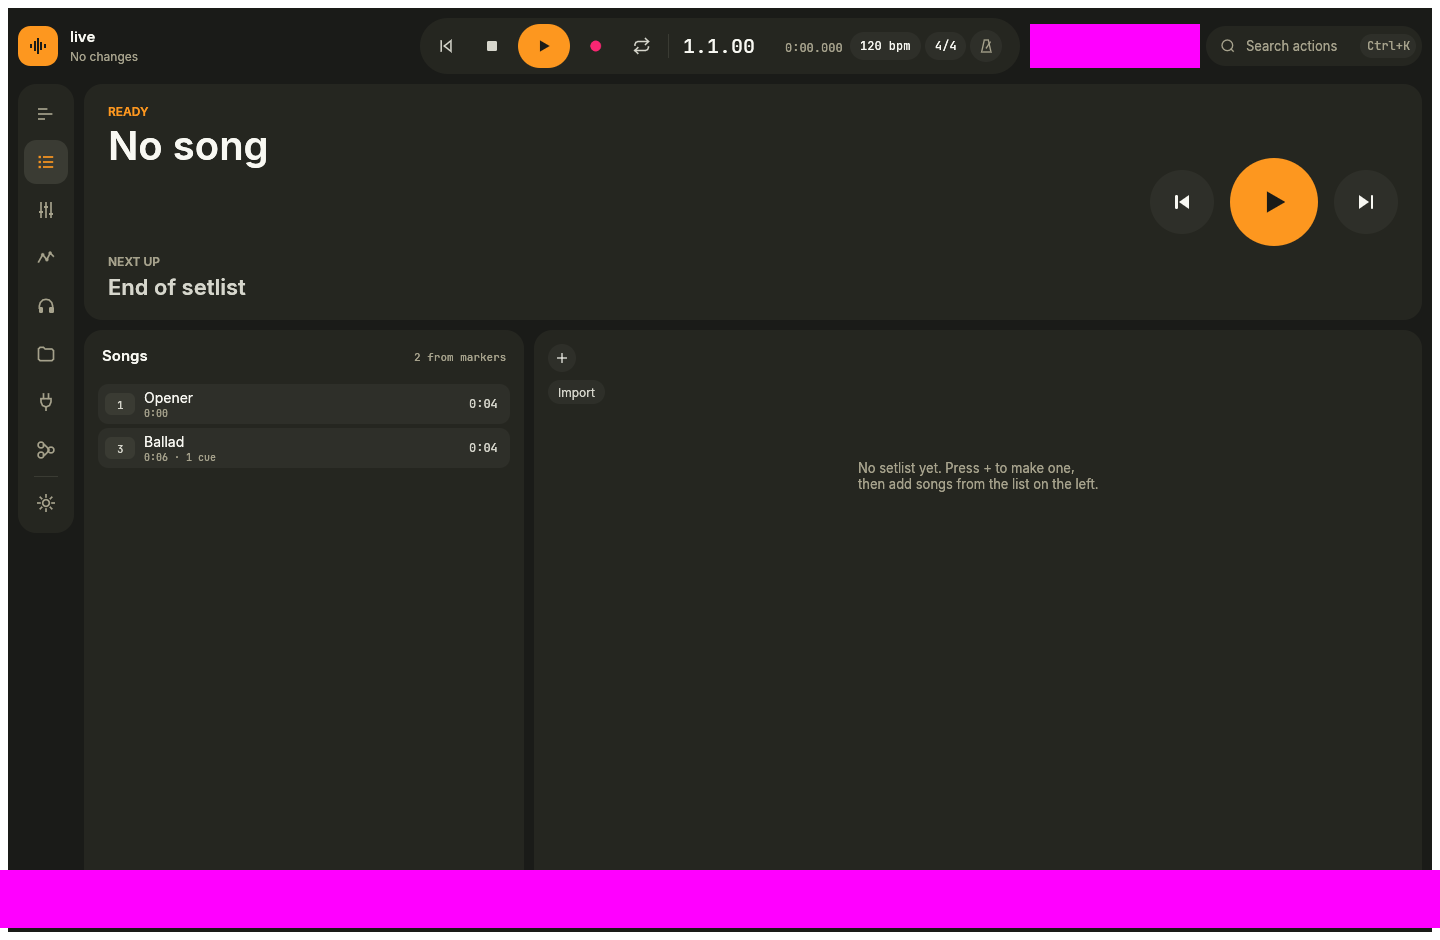 live
No changes
1.1.00
0:00.000
120 bpm
4/4
Search actions
Ctrl+K
READY
No song
NEXT UP
End of setlist
Songs
2 from markers
1
Opener
0:00
0:04
3
Ballad
0:06 · 1 cue
0:04
Import
No setlist yet. Press + to make one,
then add songs from the list on the left.